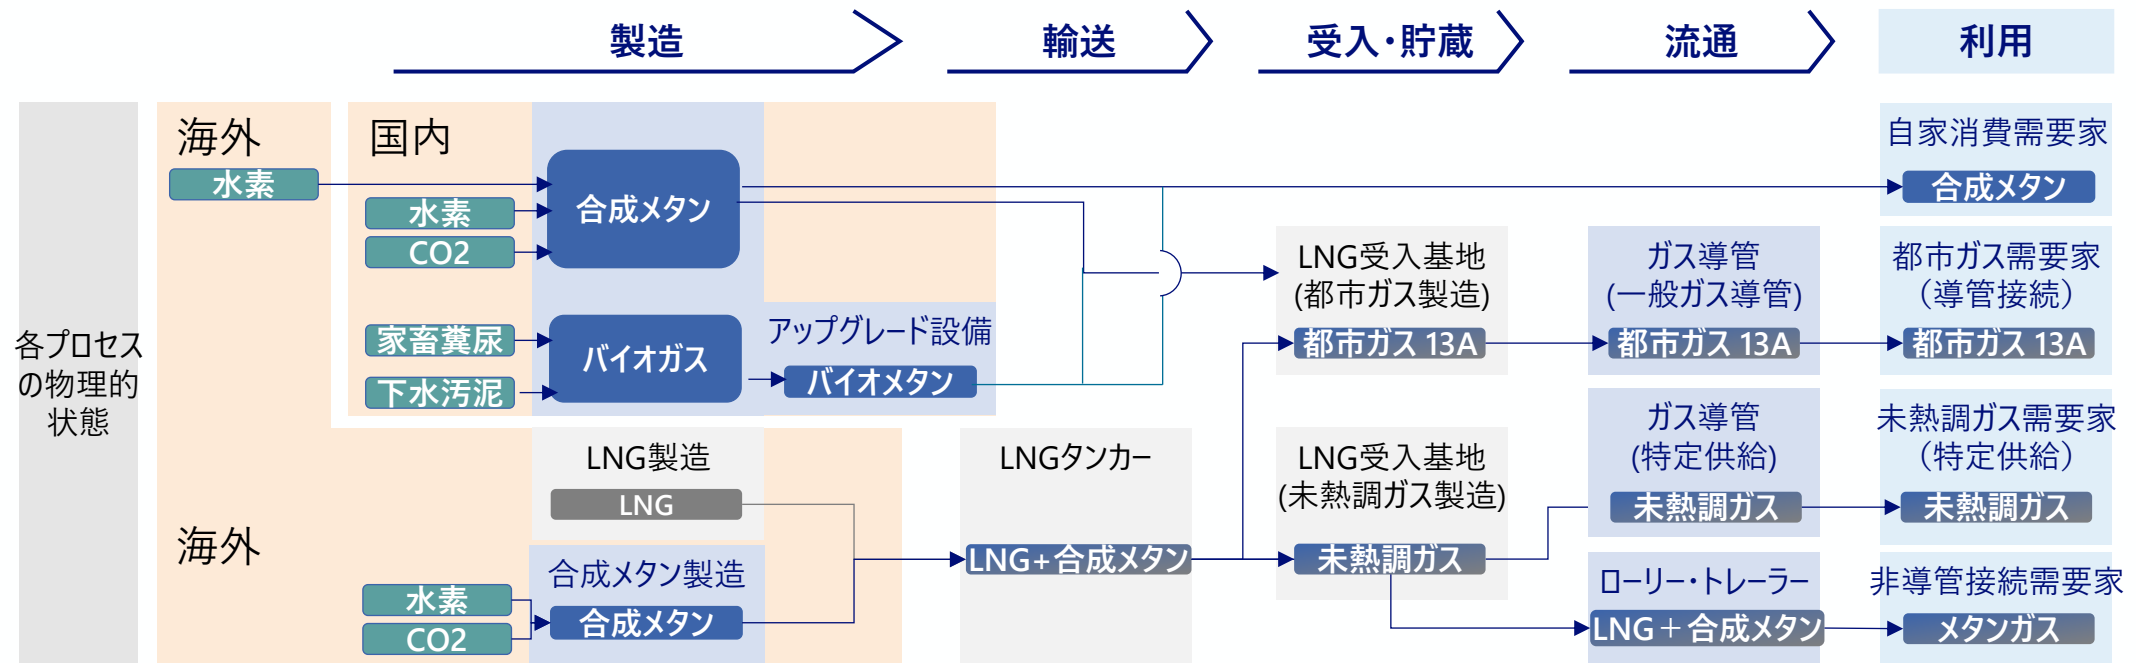 製造
輸送
受入・貯蔵
流通
利用
各プロセス
の物理的
状態
海外
水素
国内
水素
CO2
合成メタン
家畜糞尿
下水汚泥
バイオガス
アップグレード設備
バイオメタン
海外
LNG製造
LNG
水素
CO2
合成メタン製造
合成メタン
LNGタンカー
LNG+合成メタン
LNG受入基地
(都市ガス製造)
都市ガス 13A
LNG受入基地
(未熱調ガス製造)
未熱調ガス
ガス導管
(一般ガス導管)
都市ガス 13A
ガス導管
(特定供給)
未熱調ガス
ローリー・トレーラー
LNG＋合成メタン
自家消費需要家
合成メタン
都市ガス需要家
（導管接続）
都市ガス 13A
未熱調ガス需要家
（特定供給）
未熱調ガス
非導管接続需要家
メタンガス